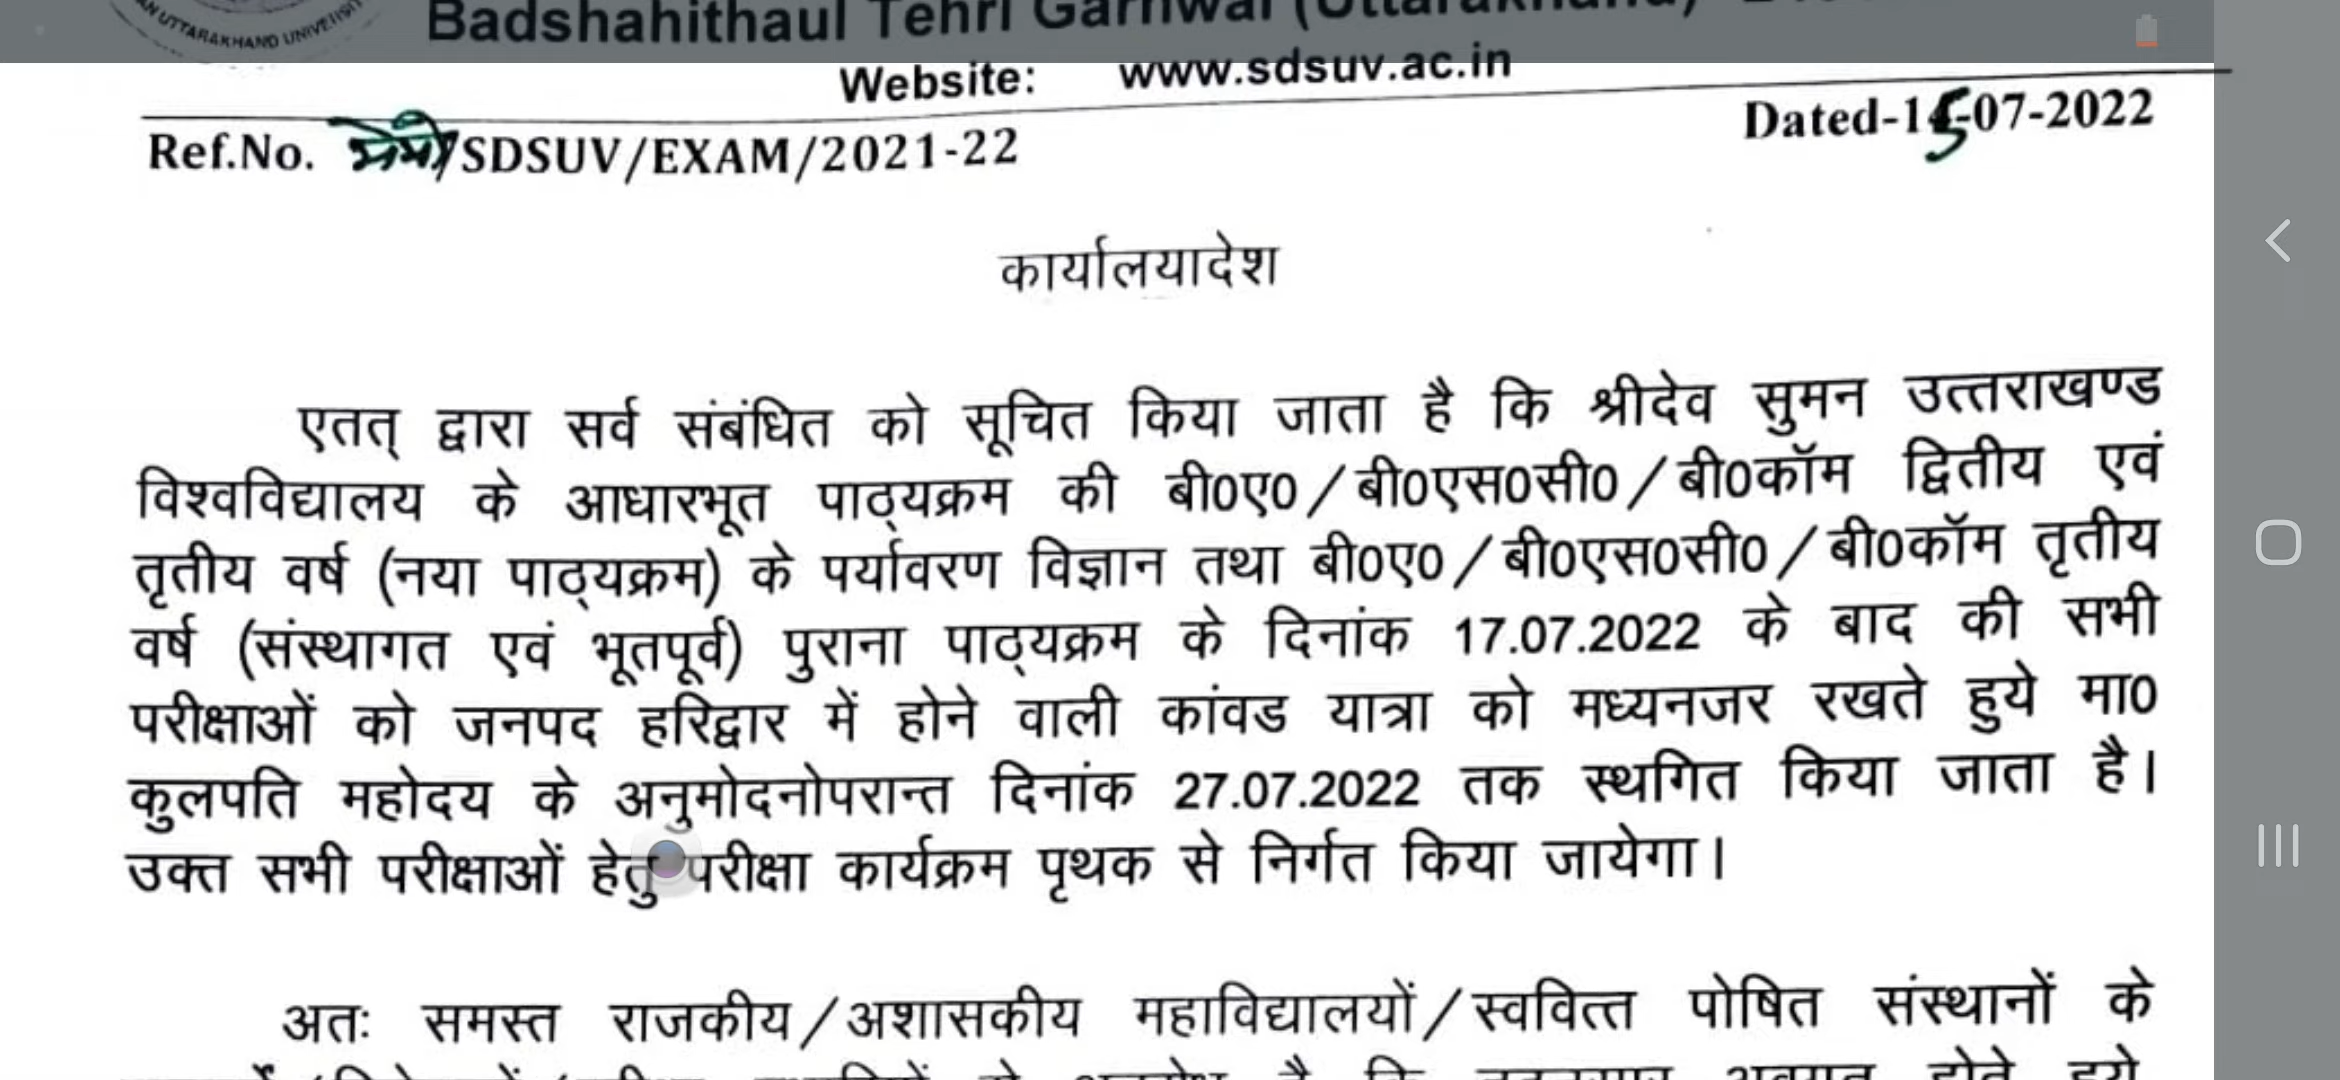 AN UTTARAKHAND UNIVERSITY
Badshahithaul Tehri Garhwal (Uttarakhand)
Website: www.sdsuv.ac.in
Ref.No. /SDSUV/EXAM/2021-22 Dated-15-07-2022
कार्यालयादेश
एतत् द्वारा सर्व संबंधित को सूचित किया जाता है कि श्रीदेव सुमन उत्तराखण्ड
विश्वविद्यालय के आधारभूत पाठ्यक्रम की बी0ए0/बी0एस0सी0/बी0कॉम द्वितीय एवं
तृतीय वर्ष (नया पाठ्यक्रम) के पर्यावरण विज्ञान तथा बी0ए0/बी0एस0सी0/बी0कॉम तृतीय
वर्ष (संस्थागत एवं भूतपूर्व) पुराना पाठ्यक्रम के दिनांक 17.07.2022 के बाद की सभी
परीक्षाओं को जनपद हरिद्वार में होने वाली कांवड यात्रा को मध्यनजर रखते हुये मा0
कुलपति महोदय के अनुमोदनोपरान्त दिनांक 27.07.2022 तक स्थगित किया जाता है।
उक्त सभी परीक्षाओं हेतु परीक्षा कार्यक्रम पृथक से निर्गत किया जायेगा।
अतः समस्त राजकीय/अशासकीय महाविद्यालयों/स्ववित्त पोषित संस्थानों के